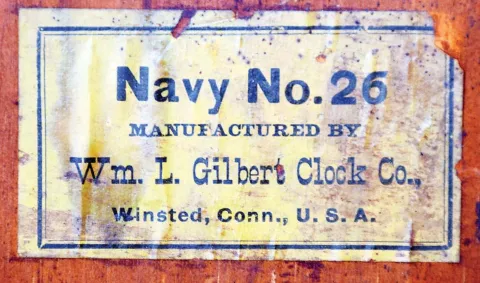 Navy No. 26
MANUFACTURED BY
Wm. L. Gilbert Clock Co.,
Winsted, Conn., U. S. A.